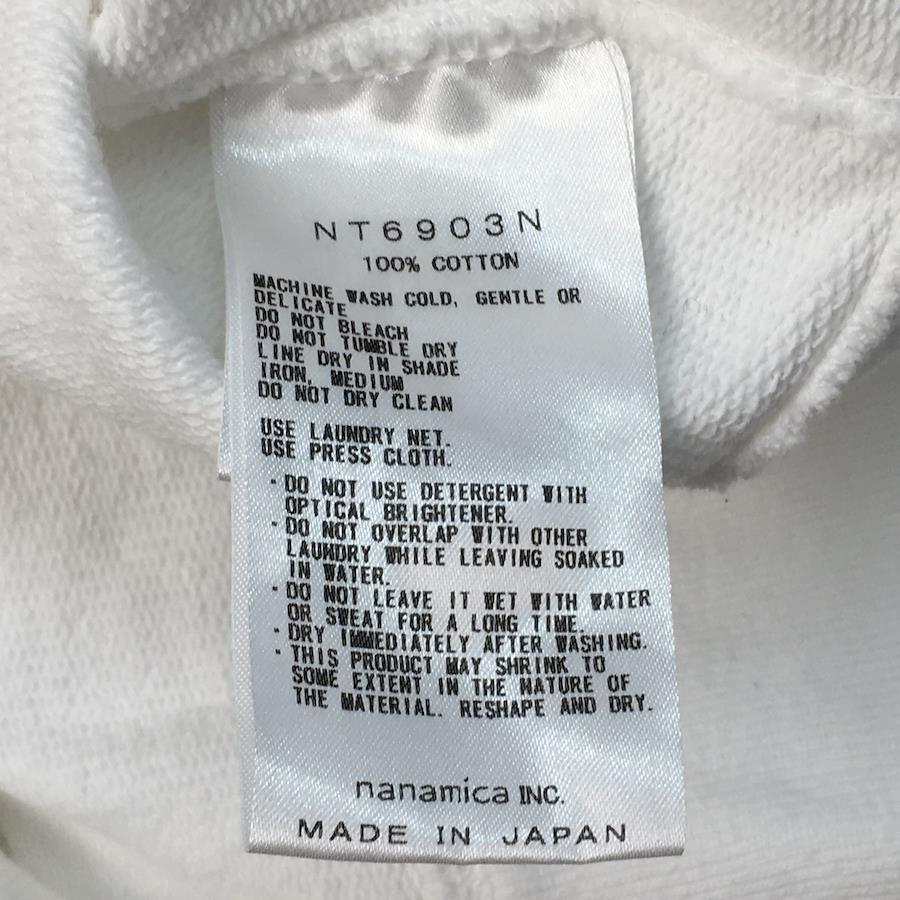 NT6903N
100% COTTON
MACHINE WASH COLD, GENTLE OR
DELICATE
DO NOT BLEACH
DO NOT TUMBLE DRY
LINE DRY IN SHADE
IRON, MEDIUM
DO NOT DRY CLEAN
USE LAUNDRY NET.
USE PRESS CLOTH.
・DO NOT USE DETERGENT WITH
OPTICAL BRIGHTENER.
・DO NOT OVERLAP WITH OTHER
LAUNDRY WHILE LEAVING SOAKED
IN WATER.
・DO NOT LEAVE IT WET WITH WATER
OR SWEAT FOR A LONG TIME.
・DRY IMMEDIATELY AFTER WASHING.
・THIS PRODUCT MAY SHRINK TO
SOME EXTENT IN THE NATURE OF
THE MATERIAL. RESHAPE AND DRY.
nanamica INC.
MADE IN JAPAN